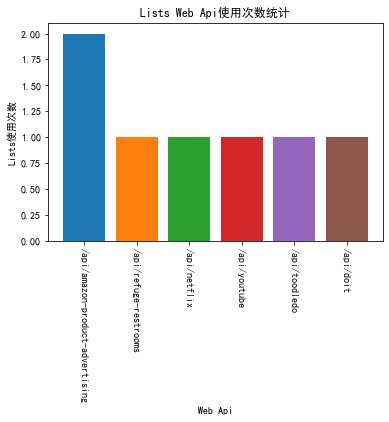 Lists Web Api使用次数统计
Lists使用次数
2.00
1.75
1.50
1.25
1.00
0.75
0.50
0.25
0.00
/api/amazon-product-advertising
/api/refuge-restrooms
/api/netflix
/api/youtube
/api/toodledo
/api/doit
Web Api